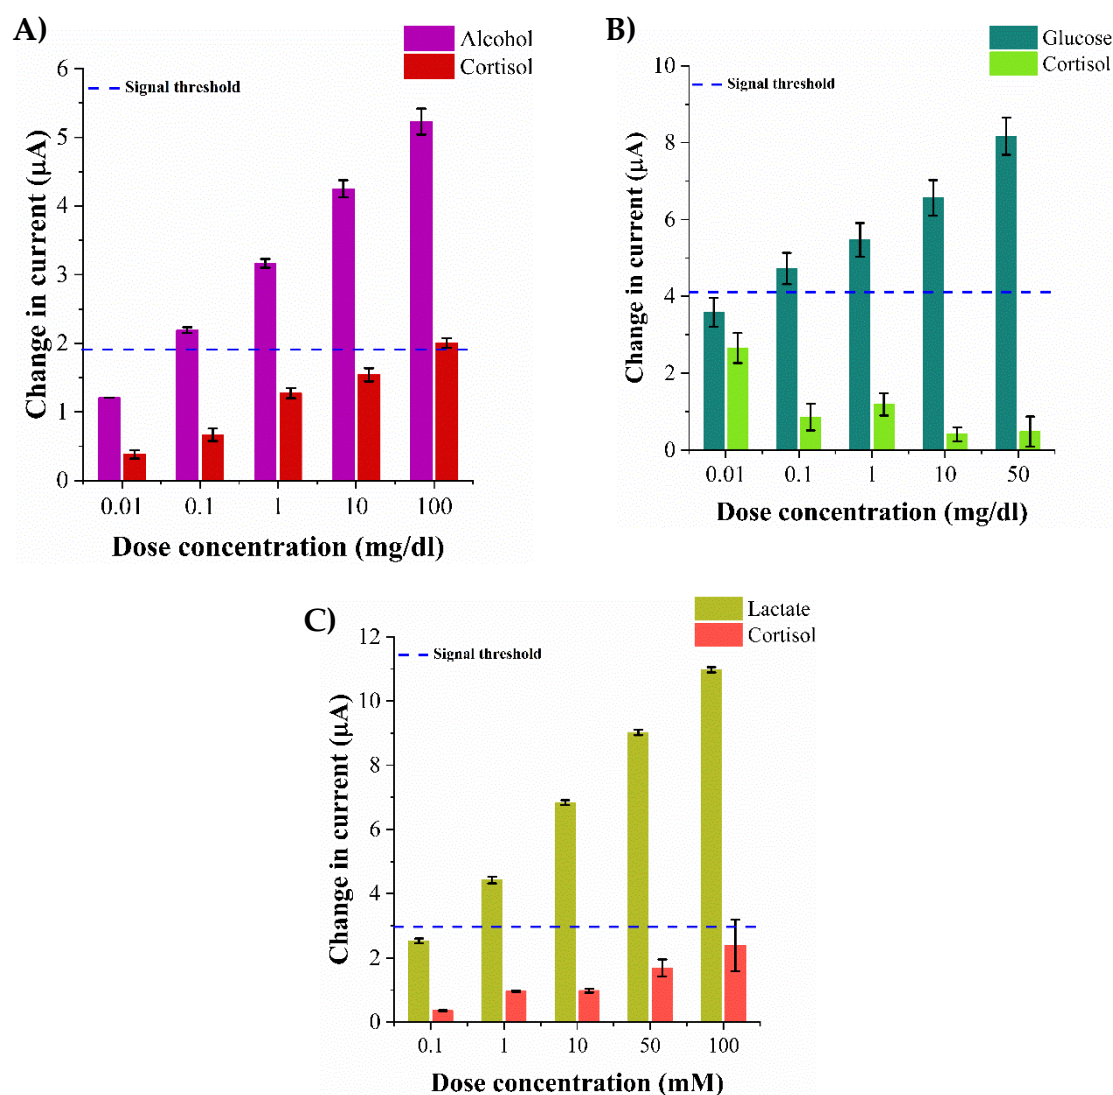 A)
Alcohol
Cortisol
Signal threshold
6
5
4
3
2
1
0
Change in current (µA)
0.01 0.1 1 10 100
Dose concentration (mg/dl)
B)
Glucose
Cortisol
Signal threshold
10
8
6
4
2
0
Change in current (µA)
0.01 0.1 1 10 50
Dose concentration (mg/dl)
C)
Lactate
Cortisol
Signal threshold
12
10
8
6
4
2
0
Change in current (µA)
0.1 1 10 50 100
Dose concentration (mM)